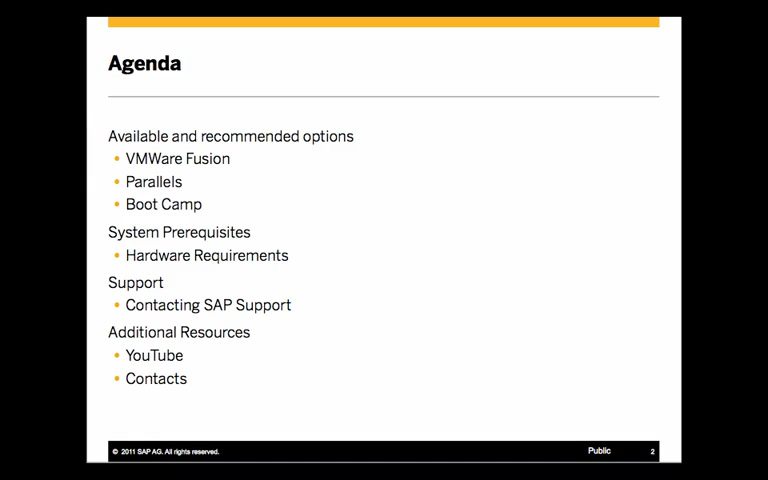 Agenda
Available and recommended options
• VMWare Fusion
• Parallels
• Boot Camp
System Prerequisites
• Hardware Requirements
Support
• Contacting SAP Support
Additional Resources
• YouTube
• Contacts
© 2011 SAP AG. All rights reserved. Public 2